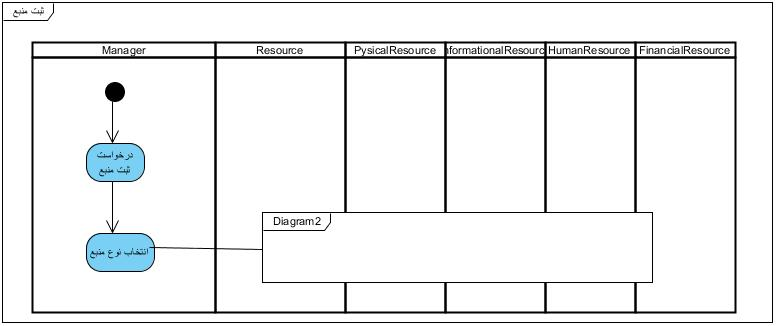 ثبت منبع
Manager
Resource
PysicalResource
nformationalResourc
HumanResource
FinancialResource
درخواست
ثبت منبع
انتخاب نوع منبع
Diagram2